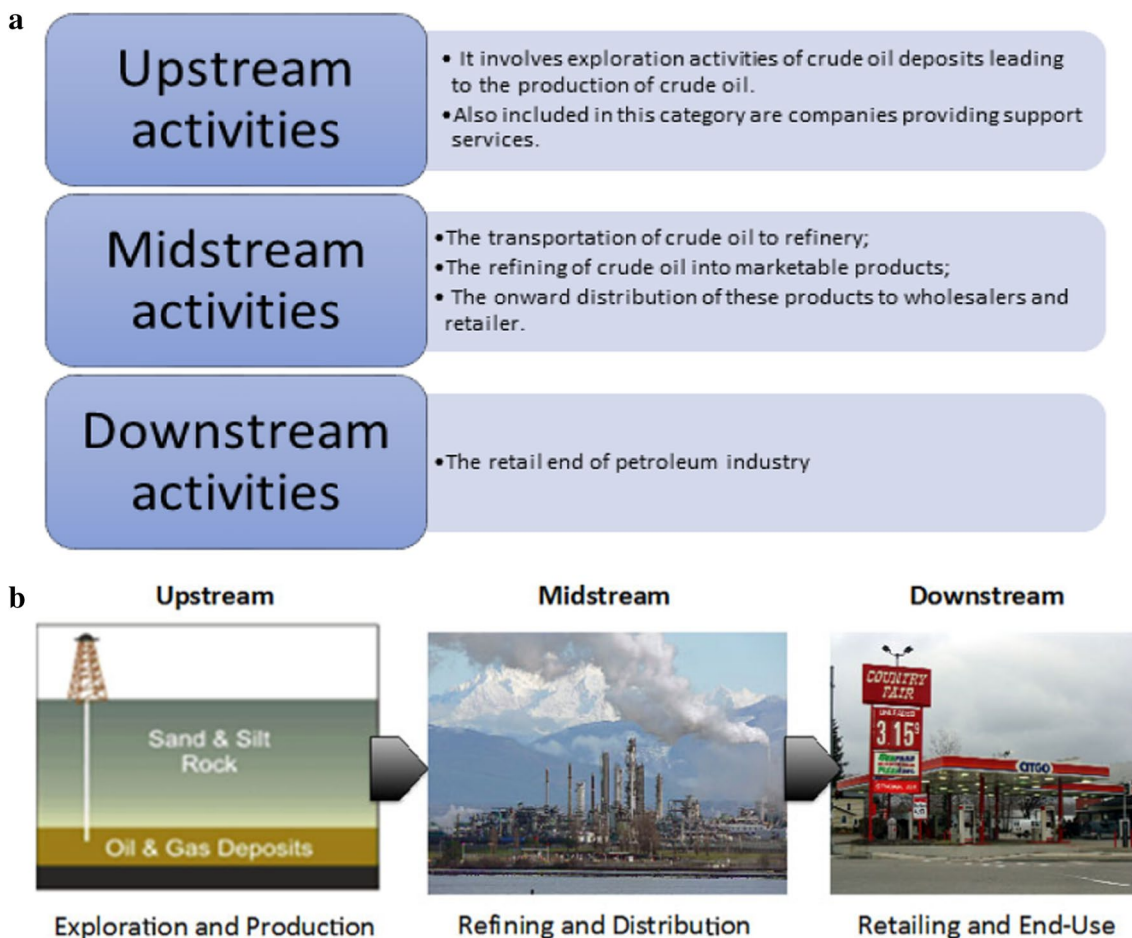 a
Upstream
activities
• It involves exploration activities of crude oil deposits leading
to the production of crude oil.
•Also included in this category are companies providing support
services.
Midstream
activities
•The transportation of crude oil to refinery;
•The refining of crude oil into marketable products;
• The onward distribution of these products to wholesalers and
retailer.
Downstream
activities
•The retail end of petroleum industry
b
Upstream
Midstream
Downstream
Sand & Silt
Rock
Oil & Gas Deposits
COUNTRY
FAIR
UNLEADED
3.15 9
CITGO
Exploration and Production
Refining and Distribution
Retailing and End-Use